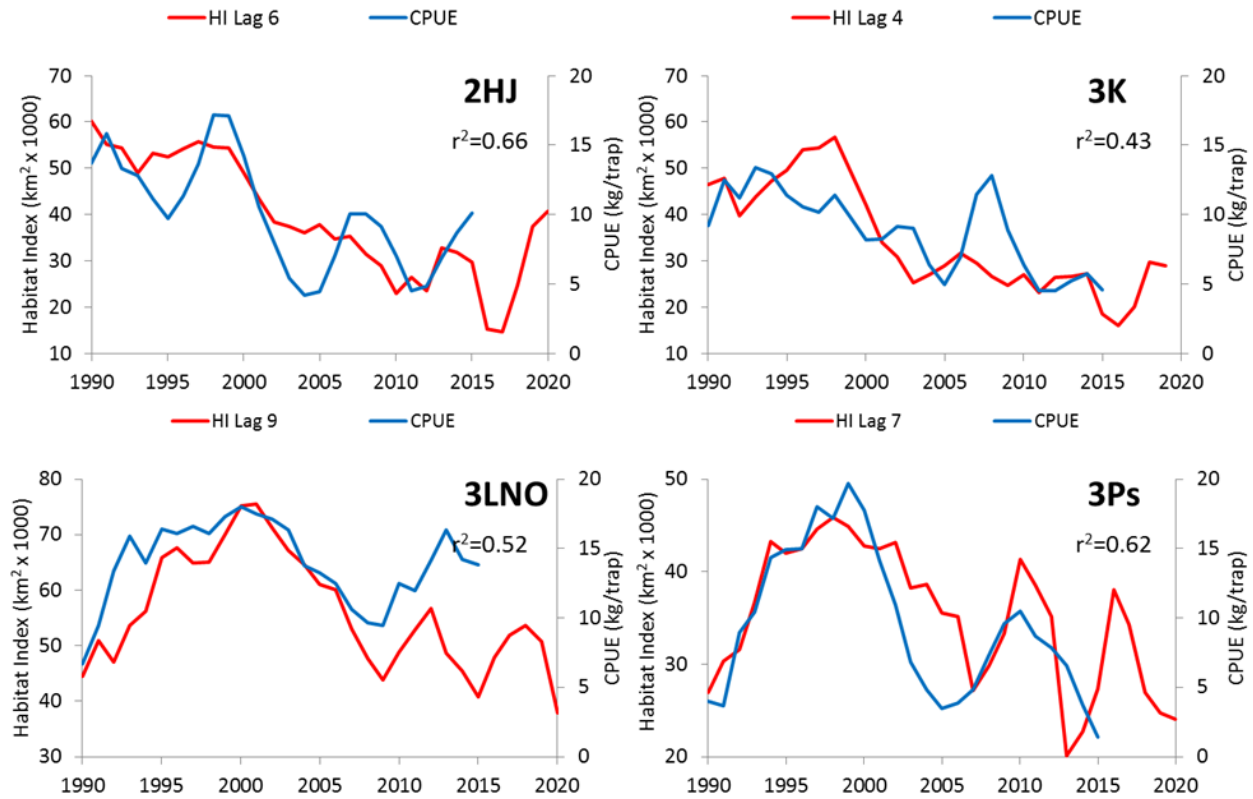 HI Lag 6 CPUE
2HJ
r²=0.66
Habitat Index (km² x 1000)
70
60
50
40
30
20
10
CPUE (kg/trap)
20
15
10
5
0
1990 1995 2000 2005 2010 2015 2020
HI Lag 4 CPUE
3K
r²=0.43
Habitat Index (km² x 1000)
70
60
50
40
30
20
10
CPUE (kg/trap)
20
15
10
5
0
1990 1995 2000 2005 2010 2015 2020
HI Lag 9 CPUE
3LNO
r²=0.52
Habitat Index (km² x 1000)
80
70
60
50
40
30
CPUE (kg/trap)
20
15
10
5
0
1990 1995 2000 2005 2010 2015 2020
HI Lag 7 CPUE
3Ps
r²=0.62
Habitat Index (km² x 1000)
50
40
30
20
CPUE (kg/trap)
20
15
10
5
0
1990 1995 2000 2005 2010 2015 2020